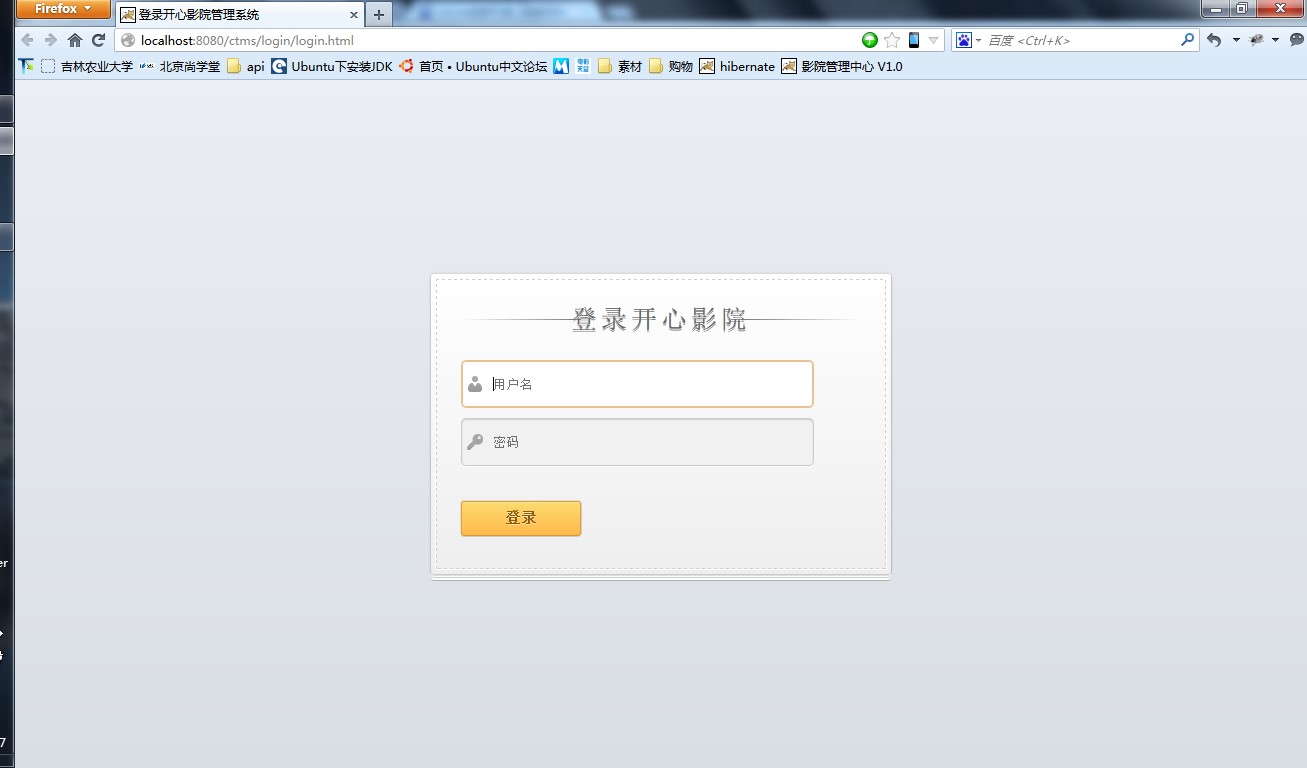 Firefox
登录开心影院管理系统
localhost:8080/ctms/login/login.html
百度 <Ctrl+K>
吉林农业大学 北京尚学堂 api Ubuntu下安装JDK 首页 • Ubuntu中文论坛 素材 购物 hibernate 影院管理中心 V1.0
登录开心影院
用户名
密码
登录
er
7